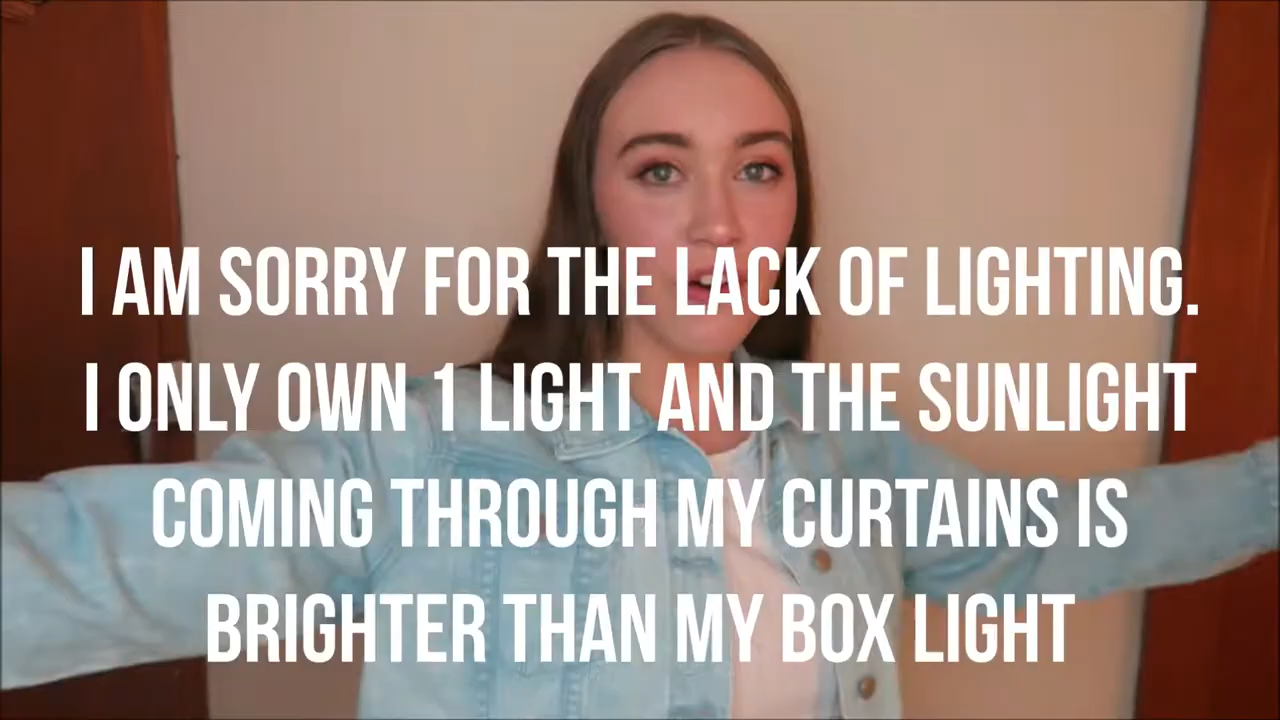 I AM SORRY FOR THE LACK OF LIGHTING.
I ONLY OWN 1 LIGHT AND THE SUNLIGHT
COMING THROUGH MY CURTAINS IS
BRIGHTER THAN MY BOX LIGHT